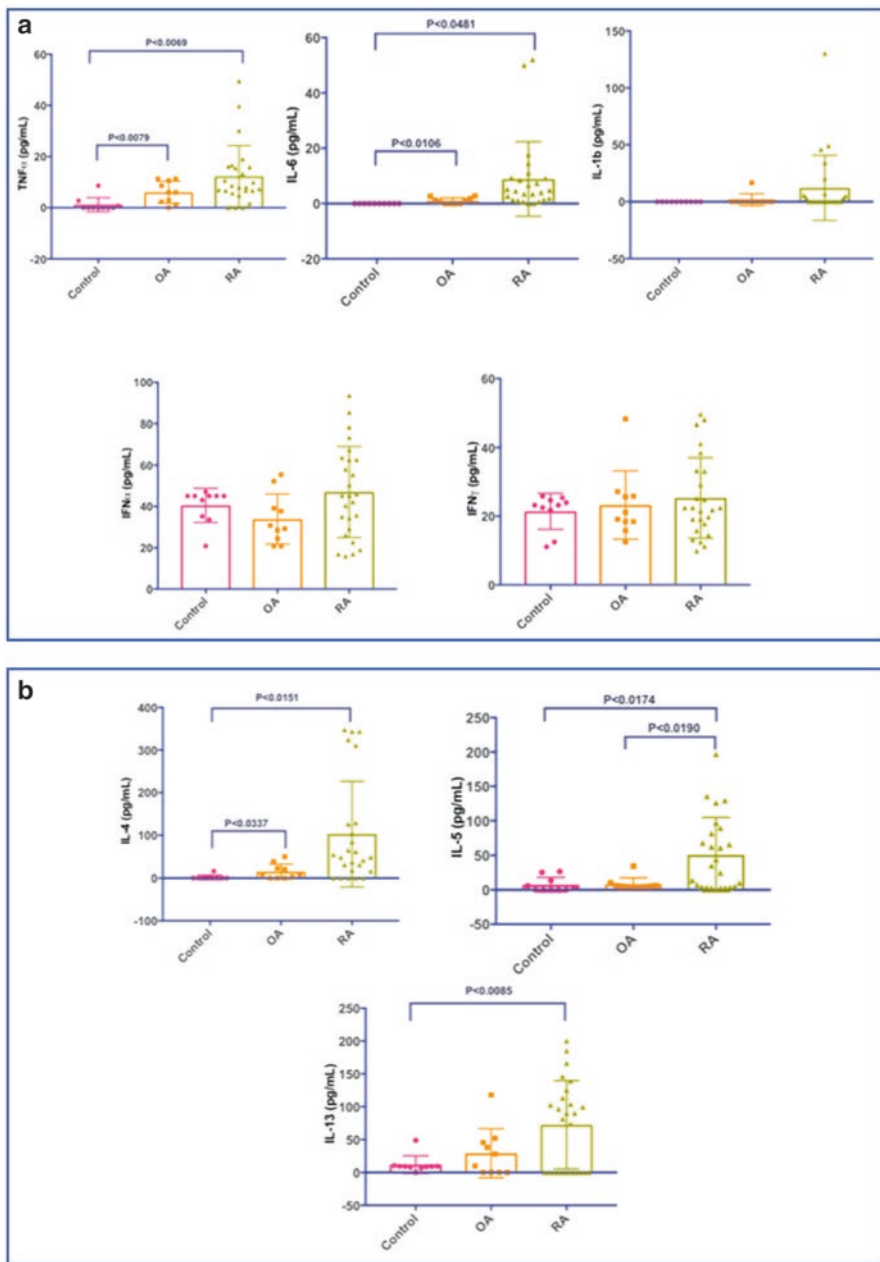 a
P<0.0069
P<0.0079
TNFα (pg/mL)
60
40
20
0
-20
Control
OA
RA
P<0.0481
P<0.0106
IL-6 (pg/mL)
60
40
20
0
-20
Control
OA
RA
IL-1b (pg/mL)
150
100
50
0
-50
Control
OA
RA
IFNα (pg/mL)
100
80
60
40
20
0
Control
OA
RA
IFNγ (pg/mL)
60
40
20
0
Control
OA
RA
b
P<0.0151
P<0.0337
IL-4 (pg/mL)
400
300
200
100
0
-100
Control
OA
RA
P<0.0174
P<0.0190
IL-5 (pg/mL)
250
200
150
100
50
0
-50
Control
OA
RA
P<0.0085
IL-13 (pg/mL)
250
200
150
100
50
0
-50
Control
OA
RA